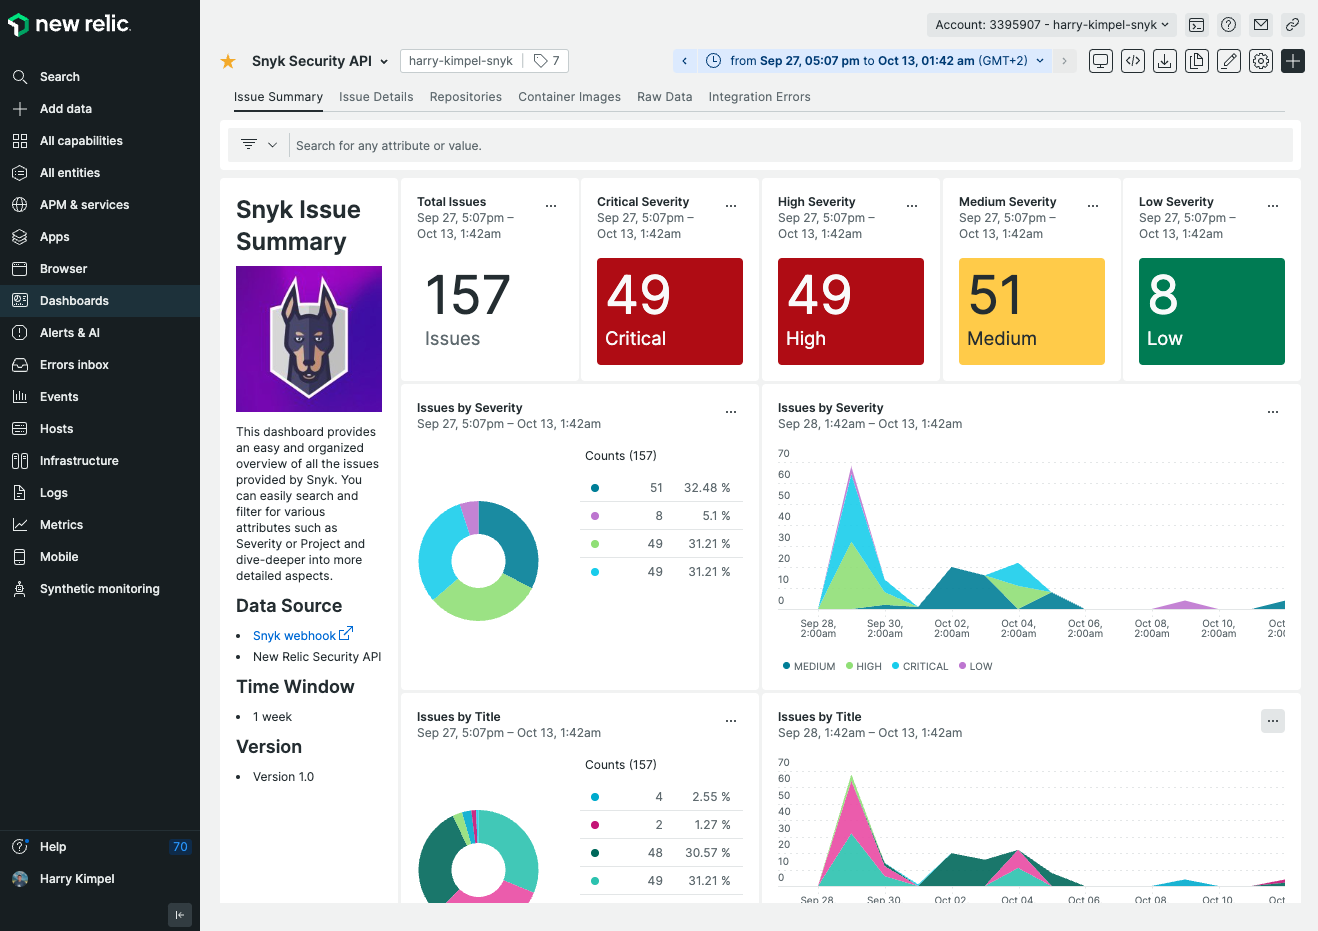 new relic.
Search
Add data
All capabilities
All entities
APM & services
Apps
Browser
Dashboards
Alerts & AI
Errors inbox
Events
Hosts
Infrastructure
Logs
Metrics
Mobile
Synthetic monitoring
Help 70
Harry Kimpel
Account: 3395907 - harry-kimpel-snyk
Snyk Security API
harry-kimpel-snyk 7
from Sep 27, 05:07 pm to Oct 13, 01:42 am (GMT+2)
Issue Summary Issue Details Repositories Container Images Raw Data Integration Errors
Search for any attribute or value.
Snyk Issue
Summary
This dashboard provides
an easy and organized
overview of all the issues
provided by Snyk. You
can easily search and
filter for various
attributes such as
Severity or Project and
dive-deeper into more
detailed aspects.
Data Source
• Snyk webhook
• New Relic Security API
Time Window
• 1 week
Version
• Version 1.0
Total Issues ...
Sep 27, 5:07pm –
Oct 13, 1:42am
157
Issues
Critical Severity ...
Sep 27, 5:07pm –
Oct 13, 1:42am
49
Critical
High Severity ...
Sep 27, 5:07pm –
Oct 13, 1:42am
49
High
Medium Severity ...
Sep 27, 5:07pm –
Oct 13, 1:42am
51
Medium
Low Severity ...
Sep 27, 5:07pm –
Oct 13, 1:42am
8
Low
Issues by Severity ...
Sep 27, 5:07pm – Oct 13, 1:42am
Counts (157)
51 32.48 %
8 5.1 %
49 31.21 %
49 31.21 %
Issues by Severity ...
Sep 28, 1:42am – Oct 13, 1:42am
70
60
50
40
30
20
10
0
Sep 28, Sep 30, Oct 02, Oct 04, Oct 06, Oct 08, Oct 10, Oct
2:00am 2:00am 2:00am 2:00am 2:00am 2:00am 2:00am 2:00
MEDIUM HIGH CRITICAL LOW
Issues by Title ...
Sep 27, 5:07pm – Oct 13, 1:42am
Counts (157)
4 2.55 %
2 1.27 %
48 30.57 %
49 31.21 %
Issues by Title ...
Sep 28, 1:42am – Oct 13, 1:42am
70
60
50
40
30
20
10
0
Sep 28 Sep 30 Oct 02 Oct 04 Oct 06 Oct 08 Oct 10 Oct